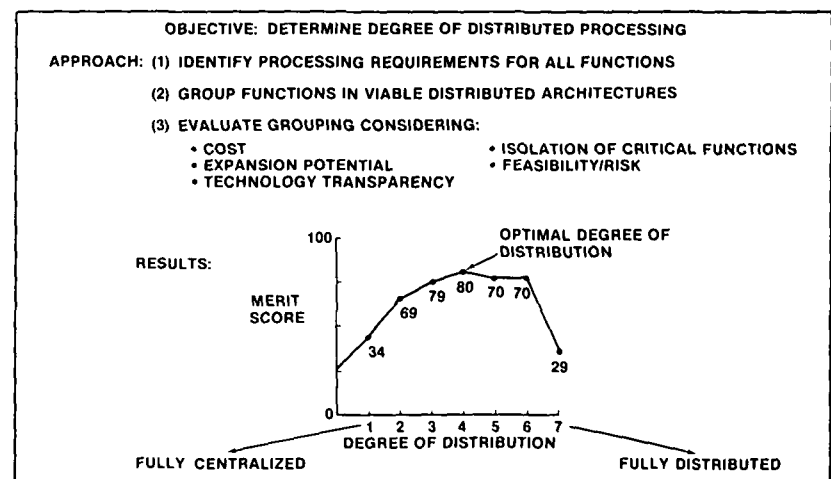 OBJECTIVE: DETERMINE DEGREE OF DISTRIBUTED PROCESSING
APPROACH: (1) IDENTIFY PROCESSING REQUIREMENTS FOR ALL FUNCTIONS
(2) GROUP FUNCTIONS IN VIABLE DISTRIBUTED ARCHITECTURES
(3) EVALUATE GROUPING CONSIDERING:
• COST
• EXPANSION POTENTIAL
• TECHNOLOGY TRANSPARENCY
• ISOLATION OF CRITICAL FUNCTIONS
• FEASIBILITY/RISK
RESULTS:
100
MERIT
SCORE
0
OPTIMAL DEGREE OF
DISTRIBUTION
34
69
79
80
70
70
29
1 2 3 4 5 6 7
DEGREE OF DISTRIBUTION
FULLY CENTRALIZED
FULLY DISTRIBUTED